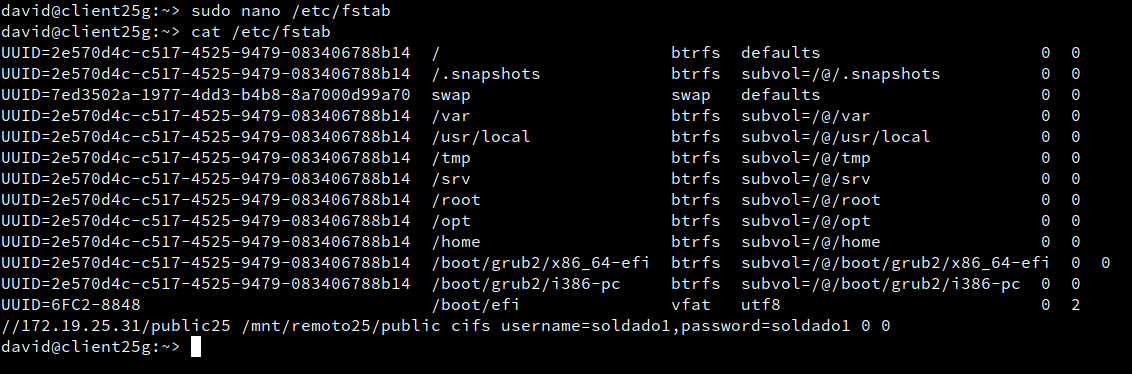 david@client25g:~> sudo nano /etc/fstab
david@client25g:~> cat /etc/fstab
UUID=2e570d4c-c517-4525-9479-083406788b14  /                       btrfs  defaults                      0  0
UUID=2e570d4c-c517-4525-9479-083406788b14  /.snapshots             btrfs  subvol=/@/.snapshots          0  0
UUID=7ed3502a-1977-4dd3-b4b8-8a7000d99a70  swap                    swap   defaults                      0  0
UUID=2e570d4c-c517-4525-9479-083406788b14  /var                    btrfs  subvol=/@/var                 0  0
UUID=2e570d4c-c517-4525-9479-083406788b14  /usr/local              btrfs  subvol=/@/usr/local           0  0
UUID=2e570d4c-c517-4525-9479-083406788b14  /tmp                    btrfs  subvol=/@/tmp                 0  0
UUID=2e570d4c-c517-4525-9479-083406788b14  /srv                    btrfs  subvol=/@/srv                 0  0
UUID=2e570d4c-c517-4525-9479-083406788b14  /root                   btrfs  subvol=/@/root                0  0
UUID=2e570d4c-c517-4525-9479-083406788b14  /opt                    btrfs  subvol=/@/opt                 0  0
UUID=2e570d4c-c517-4525-9479-083406788b14  /home                   btrfs  subvol=/@/home                0  0
UUID=2e570d4c-c517-4525-9479-083406788b14  /boot/grub2/x86_64-efi  btrfs  subvol=/@/boot/grub2/x86_64-efi  0  0
UUID=2e570d4c-c517-4525-9479-083406788b14  /boot/grub2/i386-pc     btrfs  subvol=/@/boot/grub2/i386-pc  0  0
UUID=6FC2-8848                             /boot/efi               vfat   utf8                          0  2
//172.19.25.31/public25 /mnt/remoto25/public cifs username=soldado1,password=soldado1 0 0
david@client25g:~>